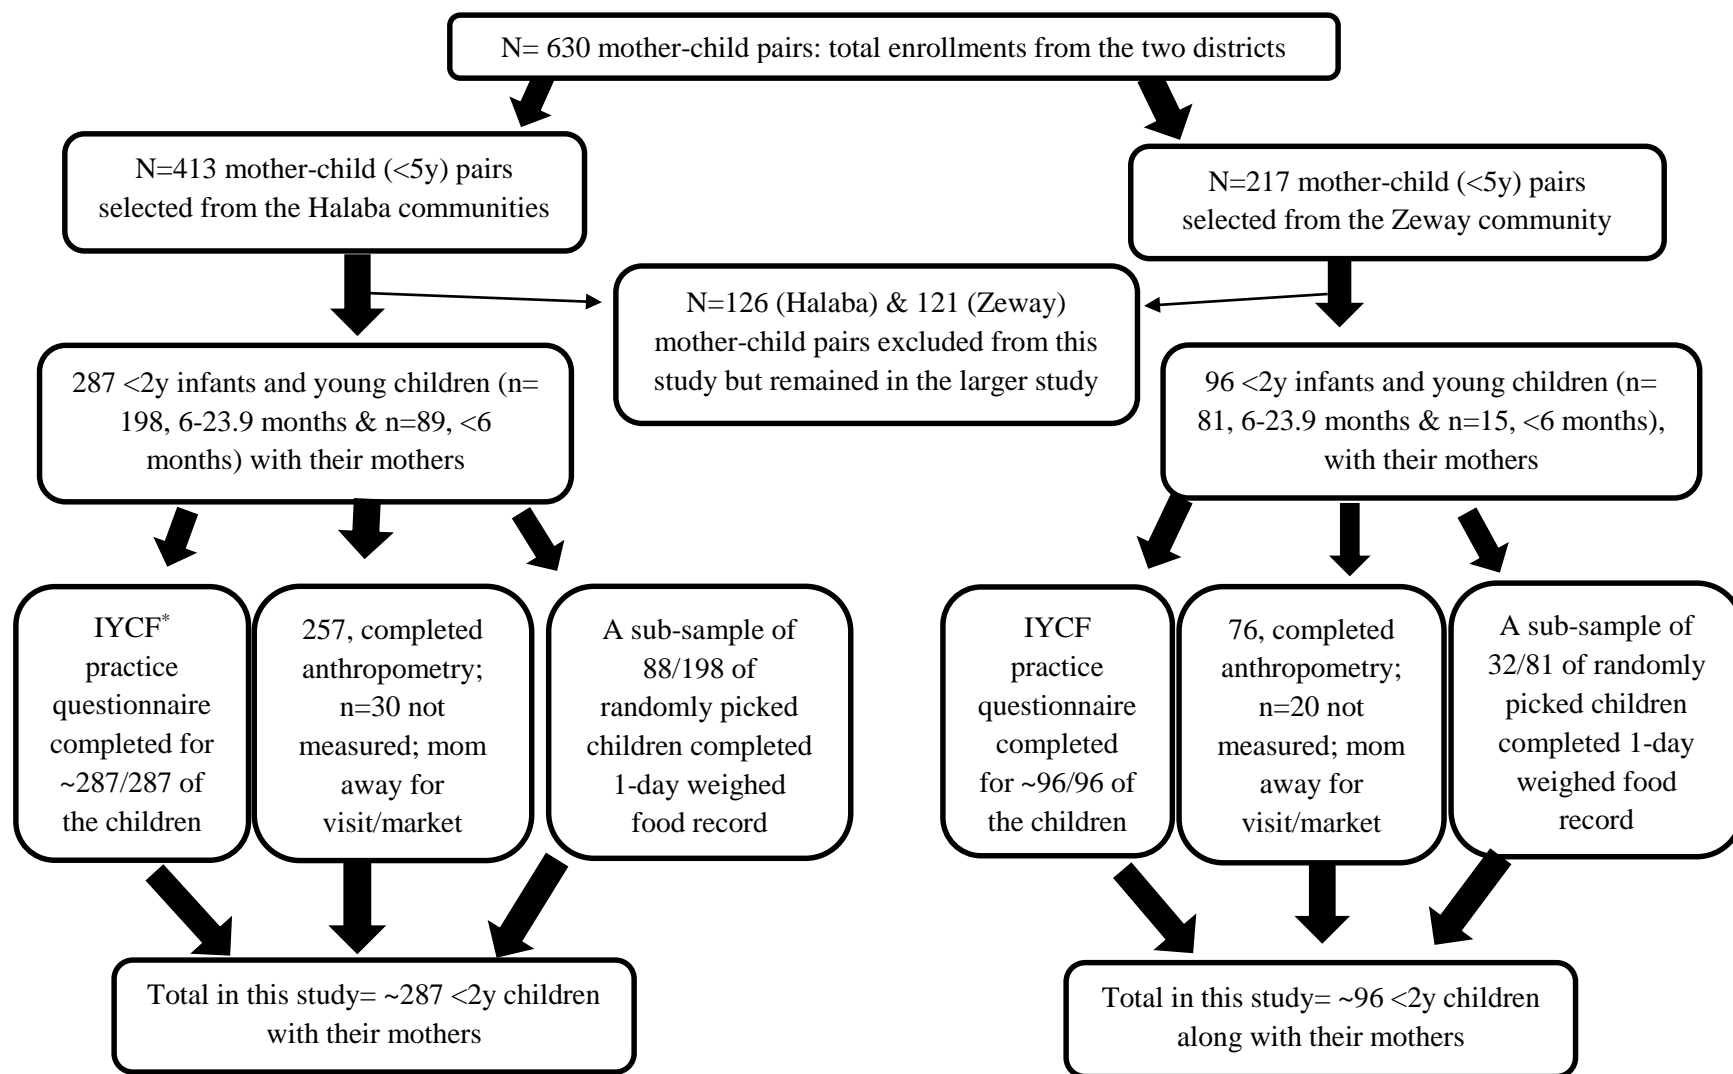 N= 630 mother-child pairs: total enrollments from the two districts
N=413 mother-child (<5y) pairs
selected from the Halaba communities
N=217 mother-child (<5y) pairs
selected from the Zeway community
N=126 (Halaba) & 121 (Zeway)
mother-child pairs excluded from this
study but remained in the larger study
287 <2y infants and young children (n=
198, 6-23.9 months & n=89, <6
months) with their mothers
96 <2y infants and young children (n=
81, 6-23.9 months & n=15, <6 months),
with their mothers
IYCF*
practice
questionnaire
completed for
~287/287 of
the children
257, completed
anthropometry;
n=30 not
measured; mom
away for
visit/market
A sub-sample of
88/198 of
randomly picked
children completed
1-day weighed
food record
IYCF
practice
questionnaire
completed
for ~96/96 of
the children
76, completed
anthropometry;
n=20 not
measured; mom
away for
visit/market
A sub-sample of
32/81 of randomly
picked children
completed 1-day
weighed food
record
Total in this study= ~287 <2y children
with their mothers
Total in this study= ~96 <2y children
along with their mothers